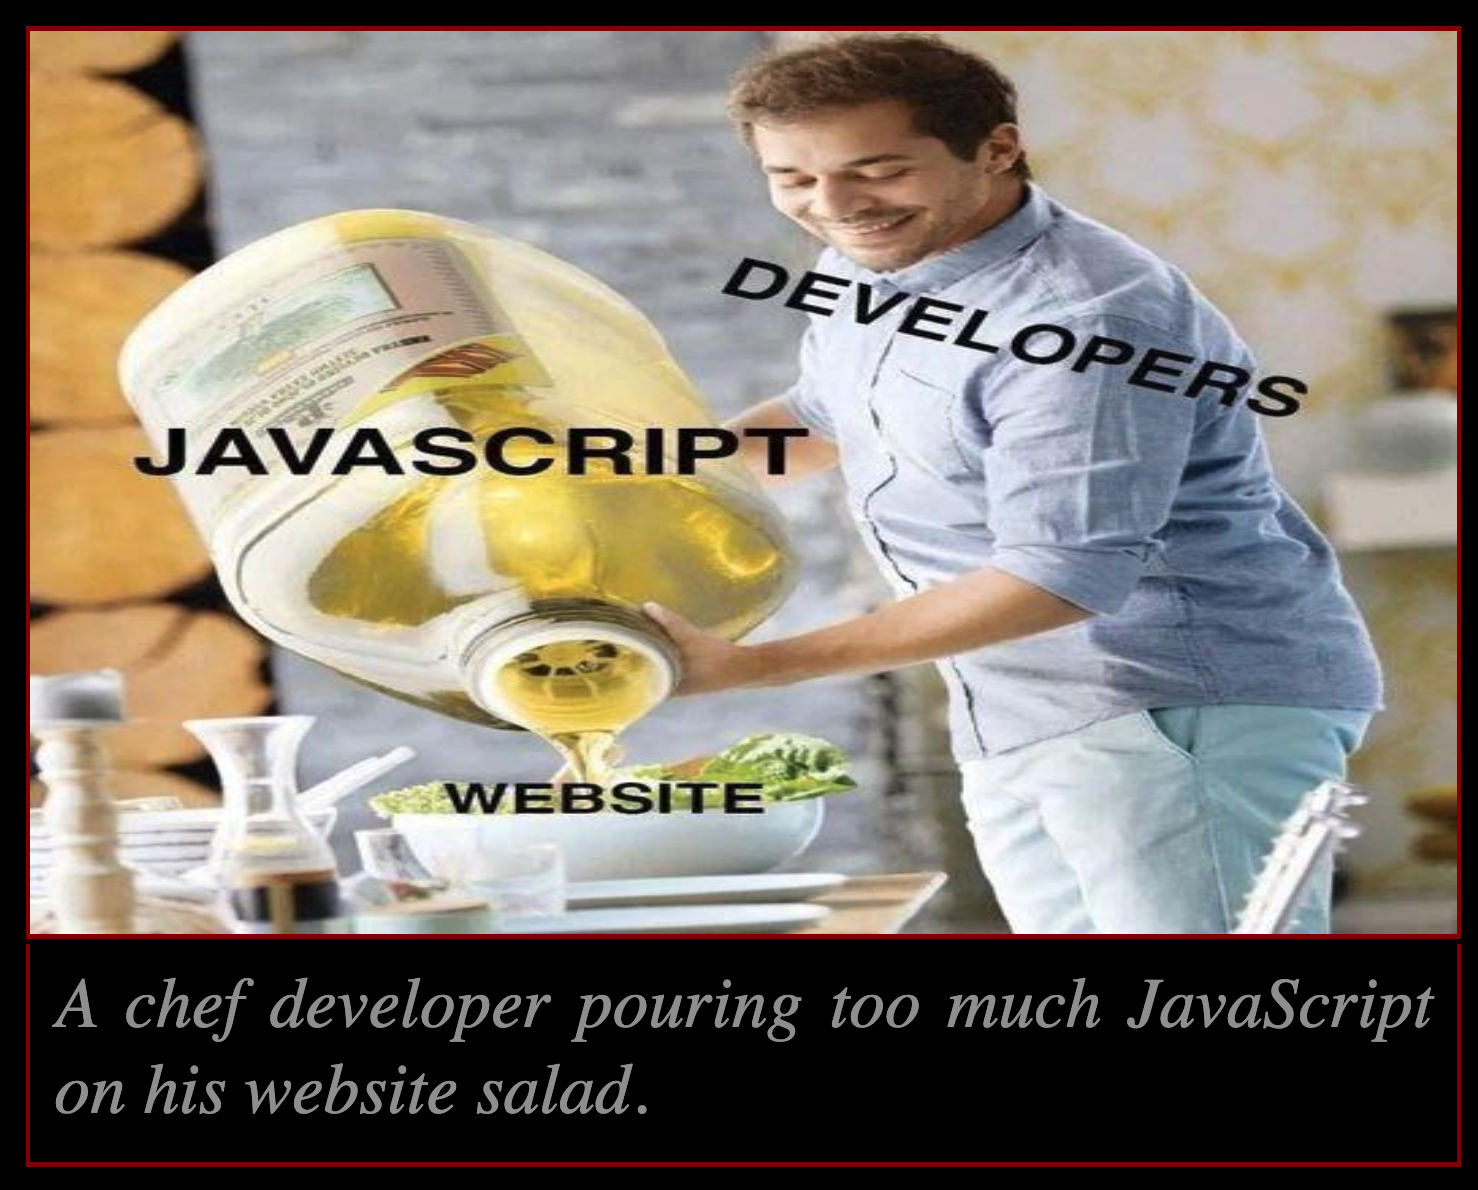 DEVELOPERS
JAVASCRIPT
WEBSITE
A chef developer pouring too much JavaScript
on his website salad.